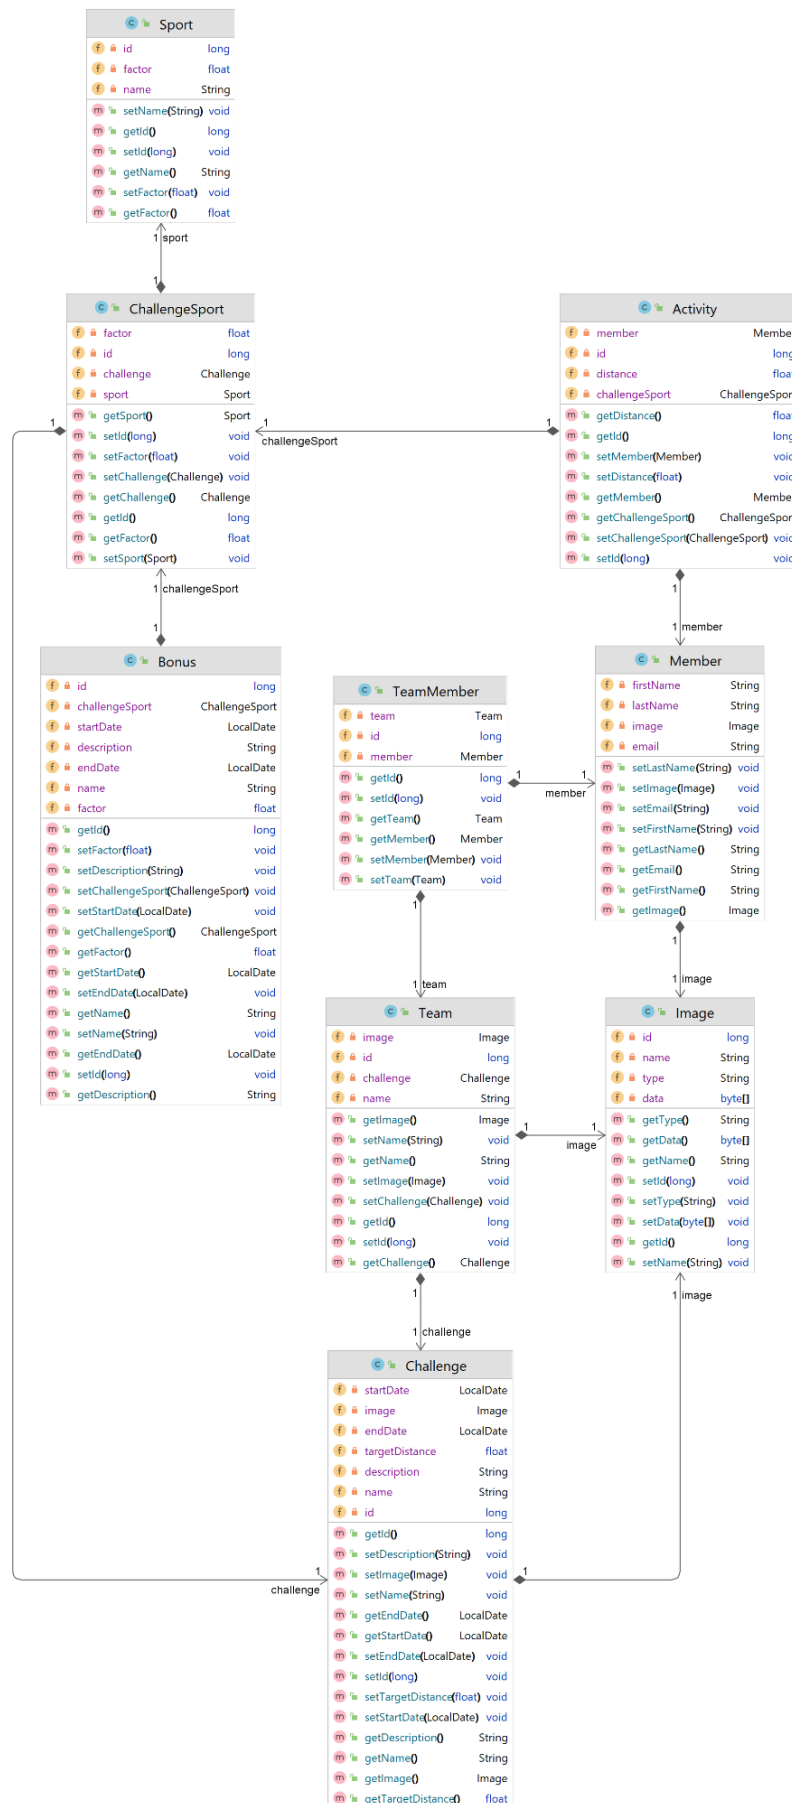 Sport
id long
factor float
name String
setName(String) void
getId() long
setId(long) void
getName() String
setFactor(float) void
getFactor() float
1 sport
1
ChallengeSport
factor float
id long
challenge Challenge
sport Sport
getSport() Sport
setId(long) void
setFactor(float) void
setChallenge(Challenge) void
getChallenge() Challenge
getId() long
getFactor() float
setSport(Sport) void
Activity
member Membe
id long
distance float
challengeSport ChallengeSpor
getDistance() float
getId() long
setMember(Member) void
setDistance(float) void
getMember() Membe
getChallengeSport() ChallengeSpor
setChallengeSport(ChallengeSport) void
setId(long) void
1
1
challengeSport
1
1 challengeSport
1
1
1 member
Bonus
id long
challengeSport ChallengeSport
startDate LocalDate
description String
endDate LocalDate
name String
factor float
getId() long
setFactor(float) void
setDescription(String) void
setChallengeSport(ChallengeSport) void
setStartDate(LocalDate) void
getChallengeSport() ChallengeSport
getFactor() float
getStartDate() LocalDate
setEndDate(LocalDate) void
getName() String
setName(String) void
getEndDate() LocalDate
setId(long) void
getDescription() String
TeamMember
team Team
id long
member Member
getId() long
setId(long) void
getTeam() Team
getMember() Member
setMember(Member) void
setTeam(Team) void
1 1
member
Member
firstName String
lastName String
image Image
email String
setLastName(String) void
setImage(Image) void
setEmail(String) void
setFirstName(String) void
getLastName() String
getEmail() String
getFirstName() String
getImage() Image
1
1 team
1
1 image
Team
image Image
id long
challenge Challenge
name String
getImage() Image
setName(String) void
getName() String
setImage(Image) void
setChallenge(Challenge) void
getId() long
setId(long) void
getChallenge() Challenge
1 1
image
Image
id long
name String
type String
data byte[]
getType() String
getData() byte[]
getName() String
setId(long) void
setType(String) void
setData(byte[]) void
getId() long
setName(String) void
1
1 challenge
1 image
Challenge
startDate LocalDate
image Image
endDate LocalDate
targetDistance float
description String
name String
id long
getId() long
setDescription(String) void
setImage(Image) void
setName(String) void
getEndDate() LocalDate
getStartDate() LocalDate
setEndDate(LocalDate) void
setId(long) void
setTargetDistance(float) void
setStartDate(LocalDate) void
getDescription() String
getName() String
getImage() Image
getTargetDistance() float
1
challenge
1